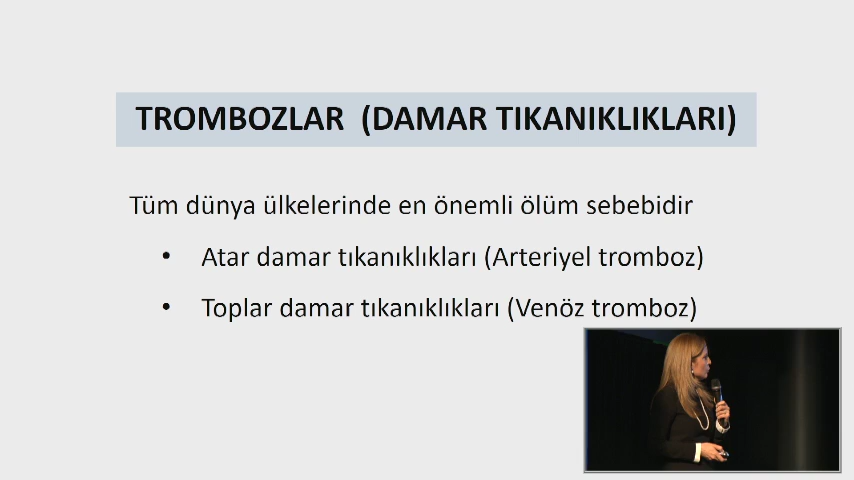 TROMBOZLAR (DAMAR TIKANIKLIKLARI)
Tüm dünya ülkelerinde en önemli ölüm sebebidir
• Atar damar tıkanıklıkları (Arteriyel tromboz)
• Toplar damar tıkanıklıkları (Venöz tromboz)